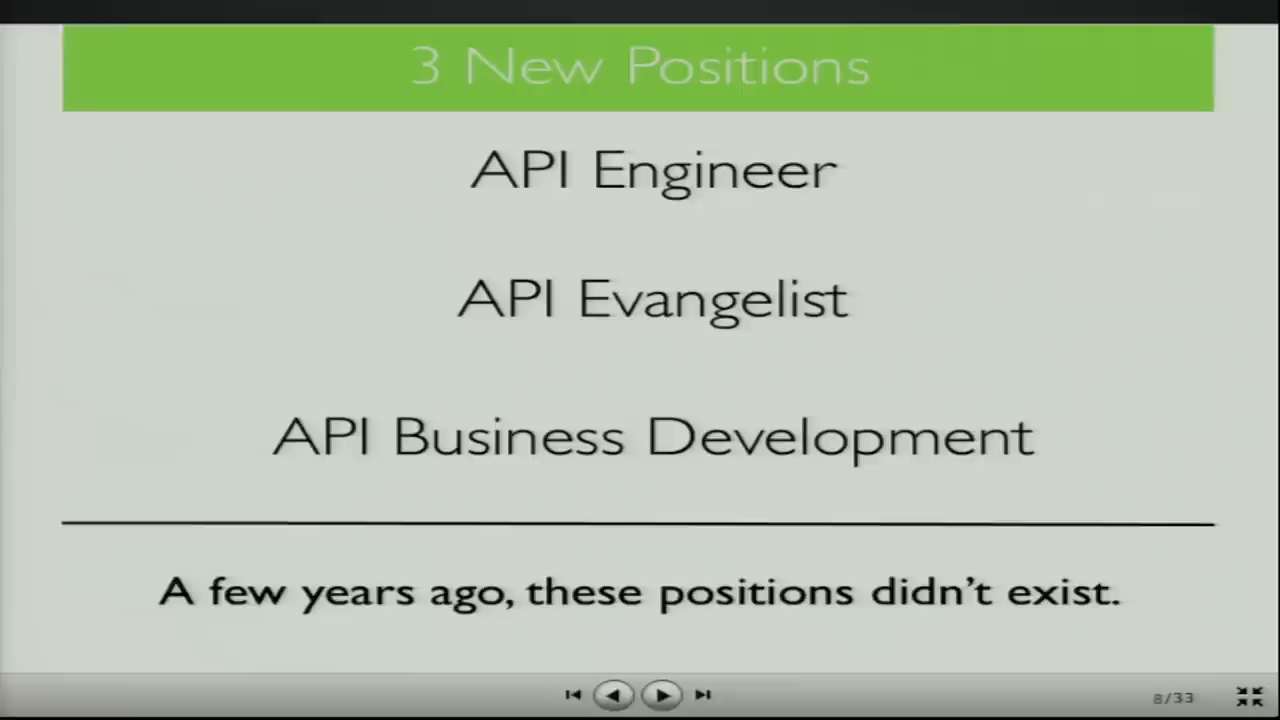 3 New Positions
API Engineer
API Evangelist
API Business Development
A few years ago, these positions didn't exist.
8/33